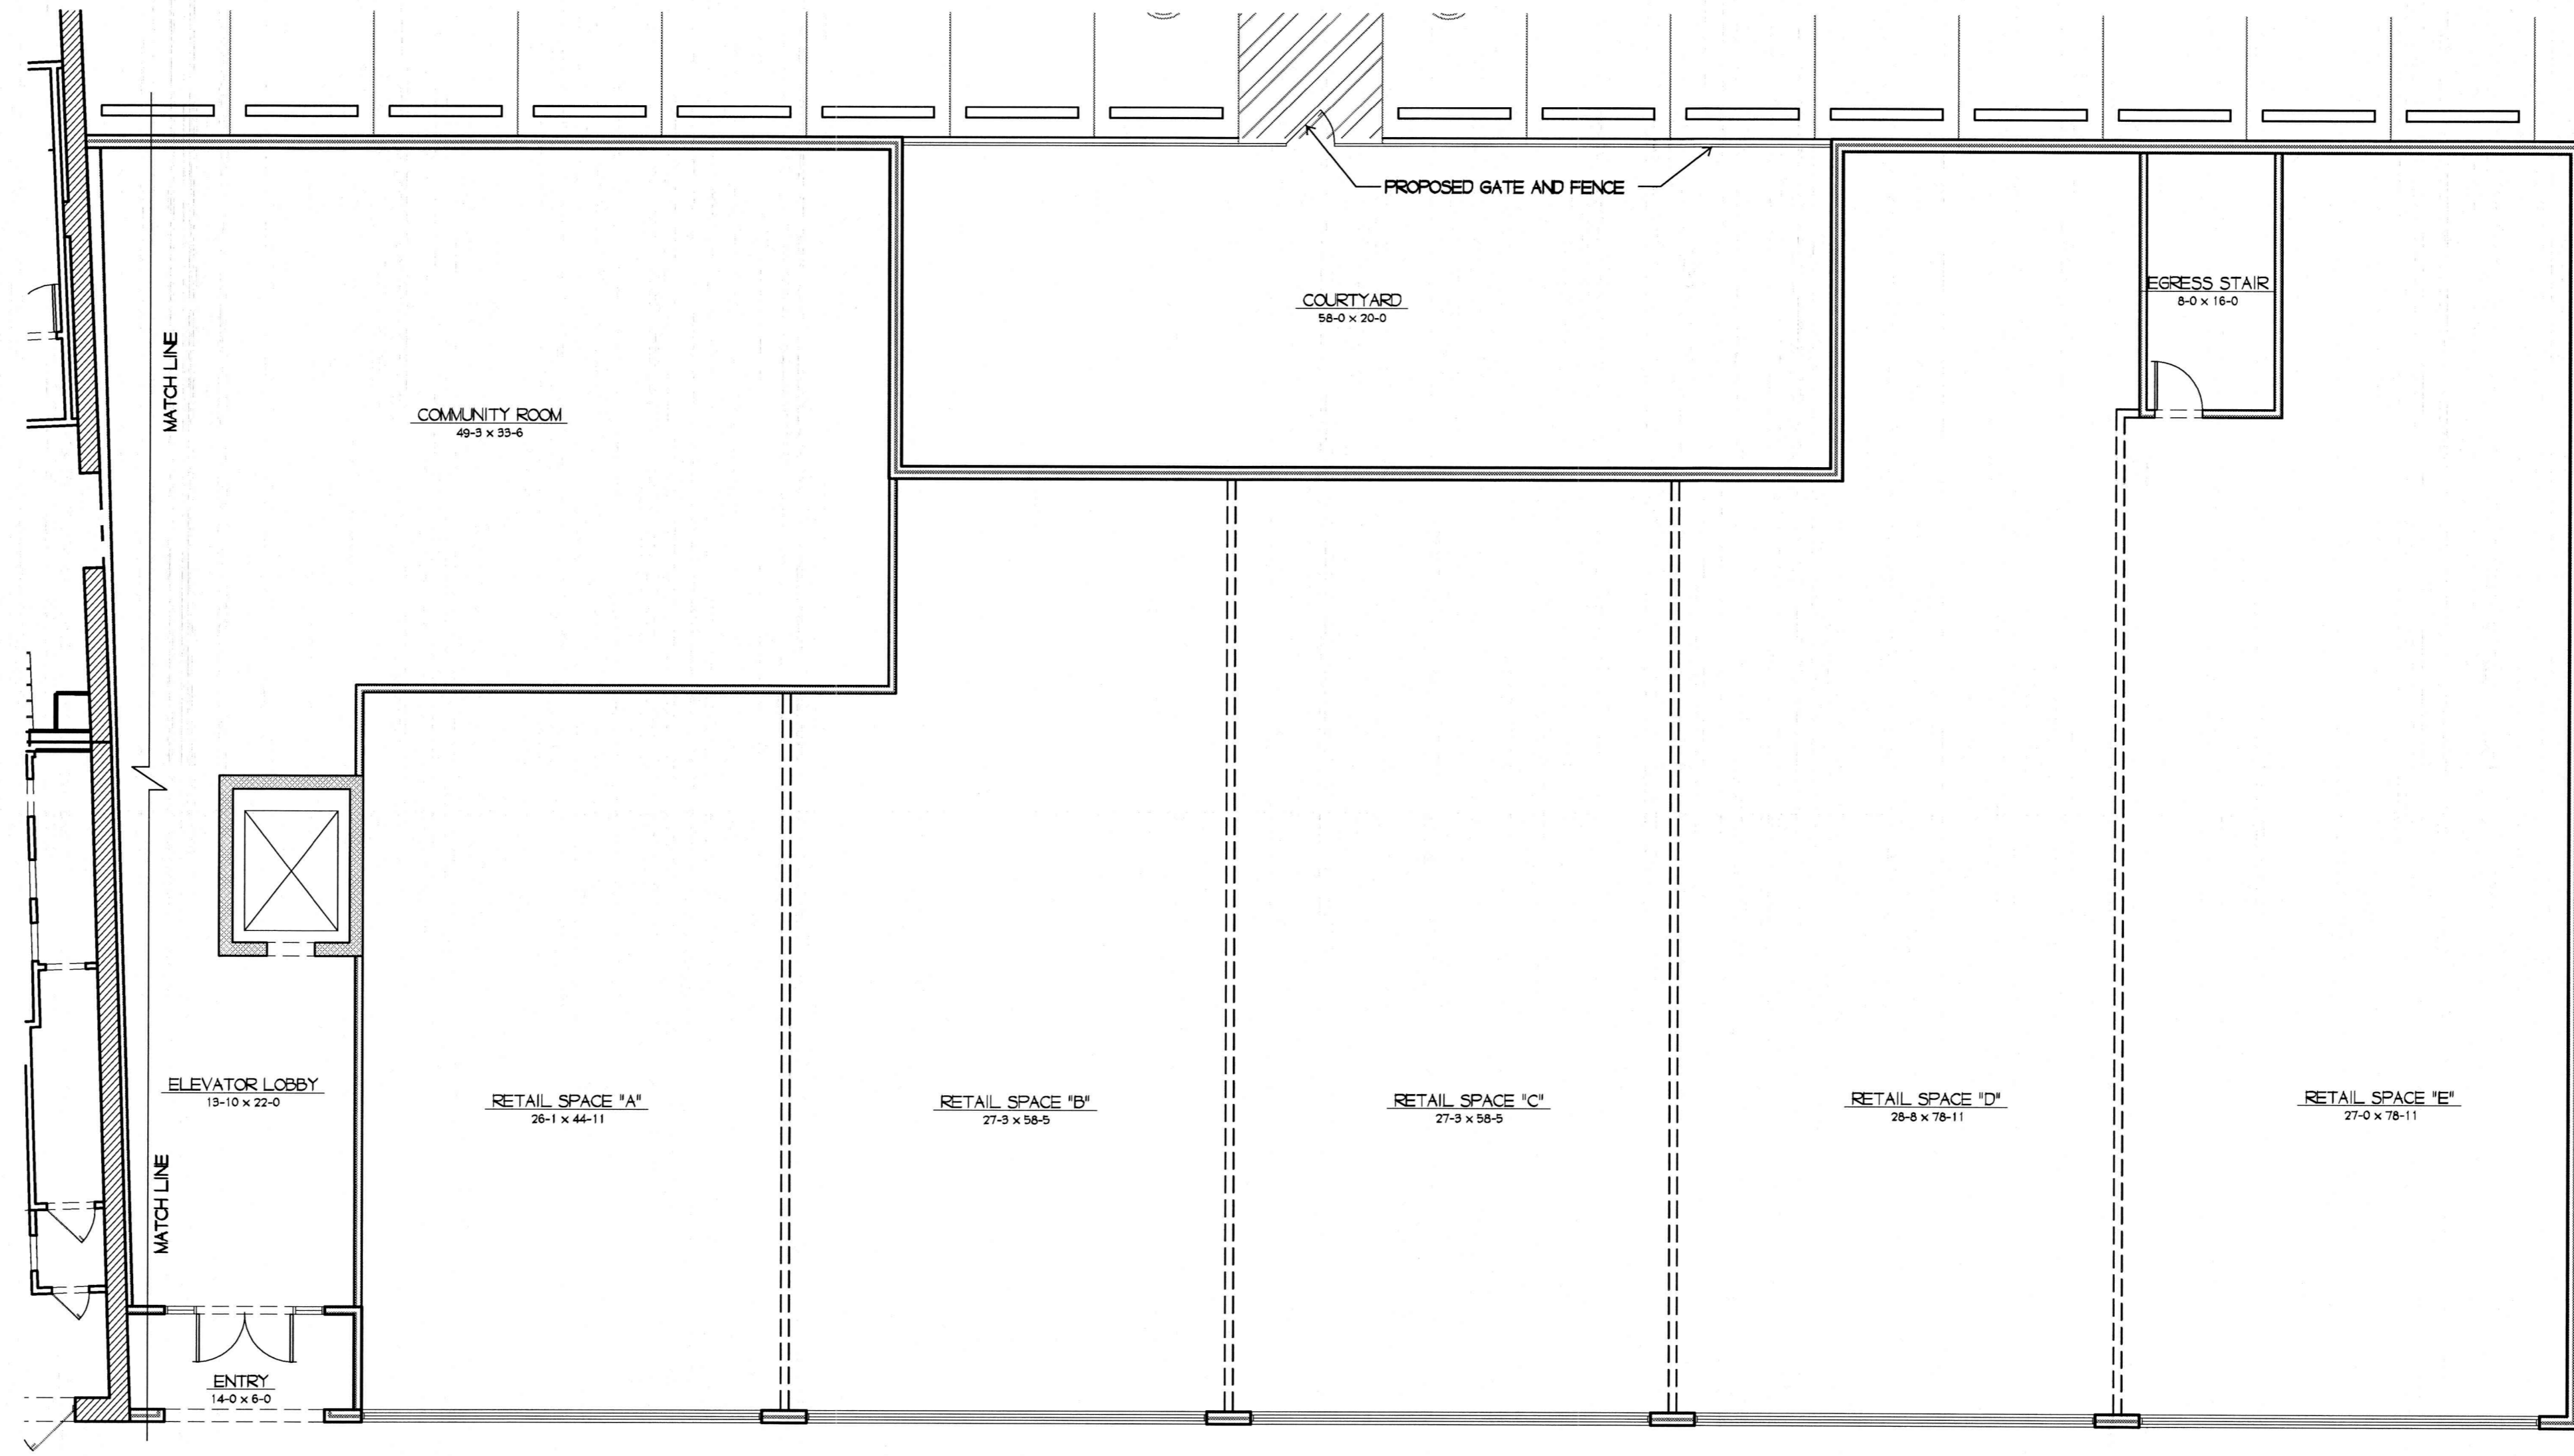 PROPOSED GATE AND FENCE
EGRESS STAIR
8-0 x 16-0
COURTYARD
58-0 x 20-0
MATCH LINE
COMMUNITY ROOM
49-3 x 33-6
ELEVATOR LOBBY
13-10 x 22-0
RETAIL SPACE "A"
26-1 x 44-11
RETAIL SPACE "B"
27-3 x 58-5
RETAIL SPACE "C"
27-3 x 58-5
RETAIL SPACE "D"
28-8 x 78-11
RETAIL SPACE "E"
27-0 x 78-11
MATCH LINE
ENTRY
14-0 x 6-0